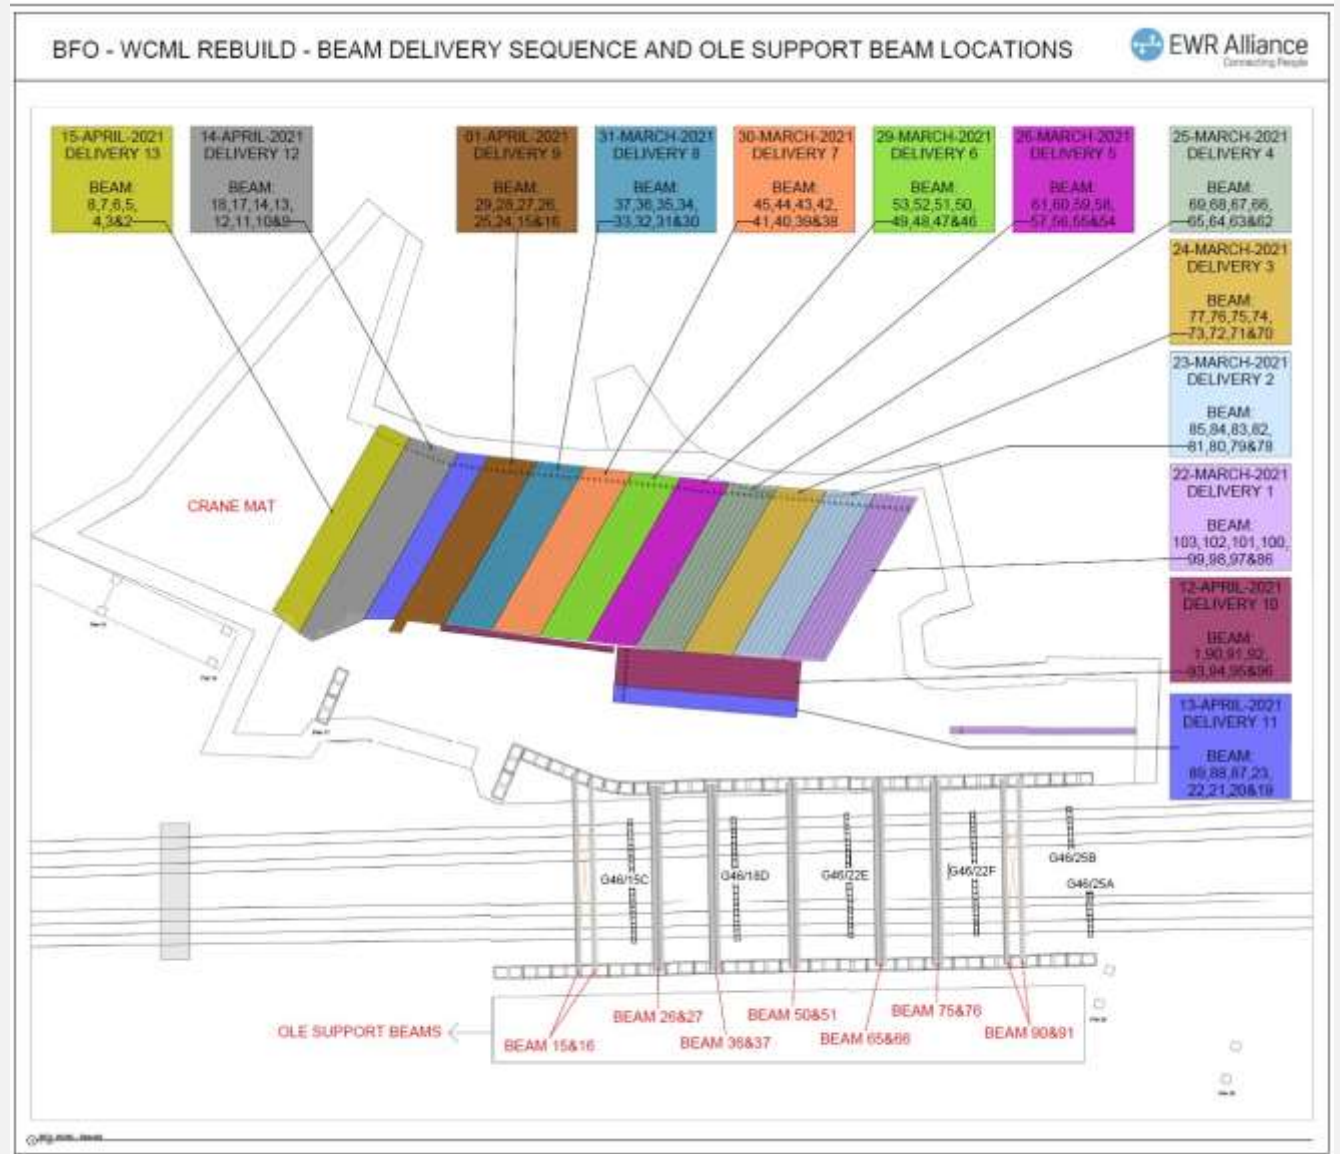 BFO - WCML REBUILD - BEAM DELIVERY SEQUENCE AND OLE SUPPORT BEAM LOCATIONS
EWR Alliance
Connecting People
15-APRIL-2021
DELIVERY 13
BEAM:
8,7,6,5,
4,3&2
14-APRIL-2021
DELIVERY 12
BEAM:
18,17,14,13,
12,11,10&9
01-APRIL-2021
DELIVERY 9
BEAM:
29,28,27,26,
25,24,15&16
31-MARCH-2021
DELIVERY 8
BEAM:
37,36,35,34,
33,32,31&30
30-MARCH-2021
DELIVERY 7
BEAM:
45,44,43,42,
41,40,39&38
29-MARCH-2021
DELIVERY 6
BEAM:
53,52,51,50,
49,48,47&46
26-MARCH-2021
DELIVERY 5
BEAM:
61,60,59,58,
57,56,55&54
25-MARCH-2021
DELIVERY 4
BEAM:
69,68,67,66,
65,64,63&62
24-MARCH-2021
DELIVERY 3
BEAM:
77,76,75,74,
73,72,71&70
23-MARCH-2021
DELIVERY 2
BEAM:
85,84,83,82,
81,80,79&78
22-MARCH-2021
DELIVERY 1
BEAM:
103,102,101,100,
99,98,97&86
12-APRIL-2021
DELIVERY 10
BEAM:
1,90,91,92,
93,94,95&96
13-APRIL-2021
DELIVERY 11
BEAM:
89,88,87,23,
22,21,20&19
CRANE MAT
G46/15C
G46/18D
G46/22E
G46/22F
G46/25B
G46/25A
OLE SUPPORT BEAMS
BEAM 15&16
BEAM 26&27
BEAM 36&37
BEAM 50&51
BEAM 65&66
BEAM 75&76
BEAM 90&91